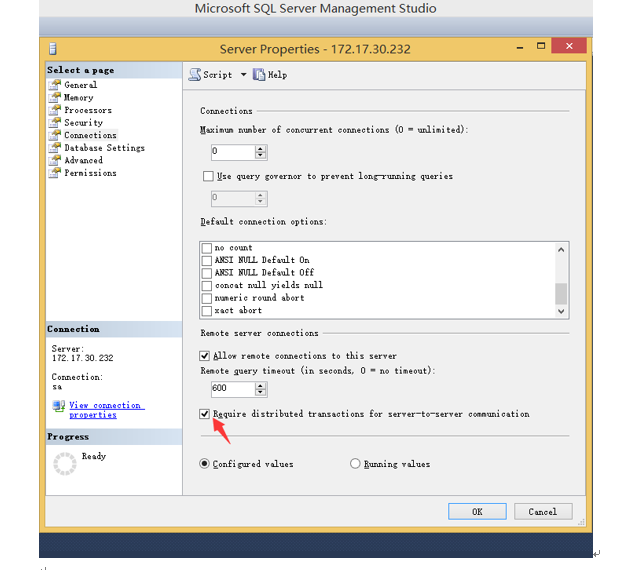 Microsoft SQL Server Management Studio
Server Properties - 172.17.30.232
Select a page
General
Memory
Processors
Security
Connections
Database Settings
Advanced
Permissions
Connection
Server:
172.17.30.232
Connection:
sa
View connection
properties
Progress
Ready
Script
Help
Connections
Maximum number of concurrent connections (0 = unlimited):
0
Use query governor to prevent long-running queries
0
Default connection options:
no count
ANSI NULL Default On
ANSI NULL Default Off
concat null yields null
numeric round abort
xact abort
Remote server connections
Allow remote connections to this server
Remote query timeout (in seconds, 0 = no timeout):
600
Require distributed transactions for server-to-server communication
Configured values
Running values
OK
Cancel